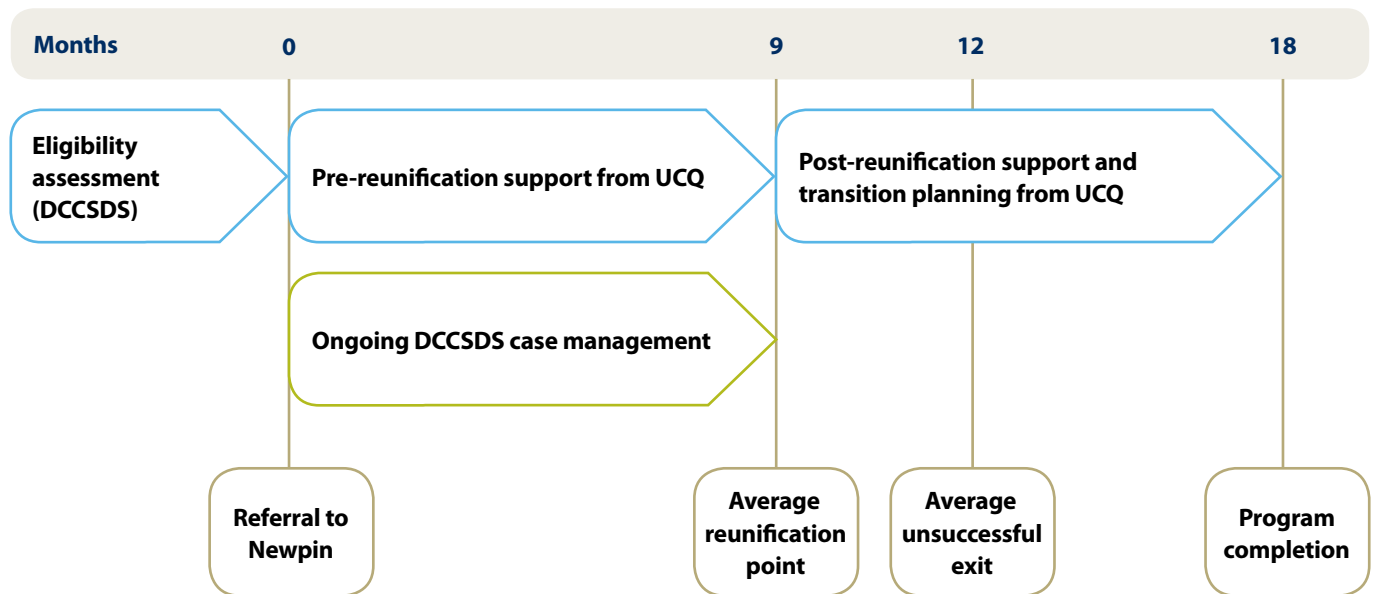 Months 0 9 12 18
Eligibility
assessment
(DCCSDS)
Pre-reunification support from UCQ
Post-reunification support and
transition planning from UCQ
Ongoing DCCSDS case management
Referral to
Newpin
Average
reunification
point
Average
unsuccessful
exit
Program
completion